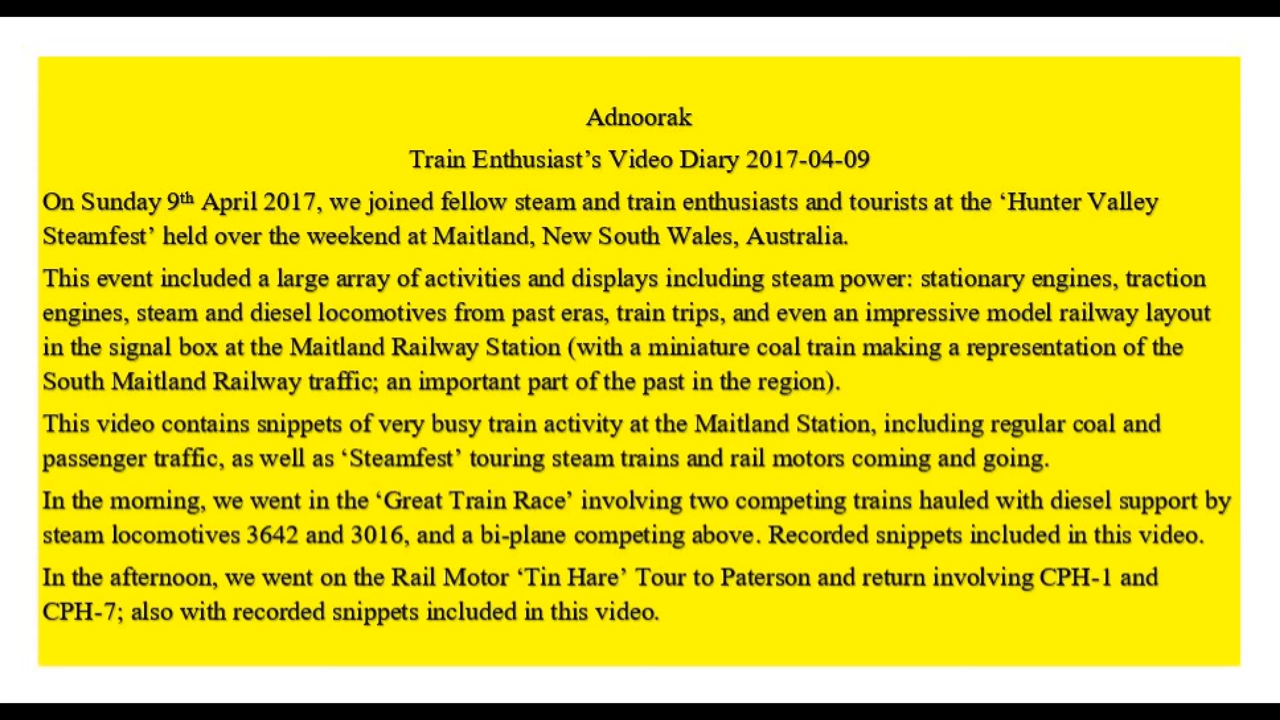 Adnoorak
Train Enthusiast’s Video Diary 2017-04-09
On Sunday 9th April 2017, we joined fellow steam and train enthusiasts and tourists at the ‘Hunter Valley
Steamfest’ held over the weekend at Maitland, New South Wales, Australia.
This event included a large array of activities and displays including steam power: stationary engines, traction
engines, steam and diesel locomotives from past eras, train trips, and even an impressive model railway layout
in the signal box at the Maitland Railway Station (with a miniature coal train making a representation of the
South Maitland Railway traffic; an important part of the past in the region).
This video contains snippets of very busy train activity at the Maitland Station, including regular coal and
passenger traffic, as well as ‘Steamfest’ touring steam trains and rail motors coming and going.
In the morning, we went in the ‘Great Train Race’ involving two competing trains hauled with diesel support by
steam locomotives 3642 and 3016, and a bi-plane competing above. Recorded snippets included in this video.
In the afternoon, we went on the Rail Motor ‘Tin Hare’ Tour to Paterson and return involving CPH-1 and
CPH-7; also with recorded snippets included in this video.